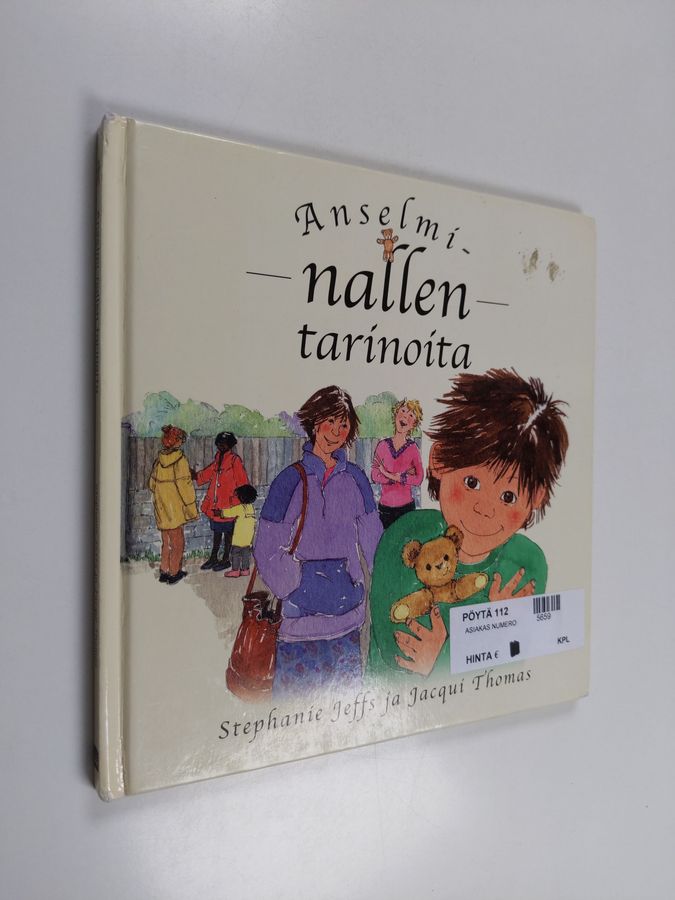 Anselmi-
nallen
tarinoita
PÖYTÄ 112
5659
ASIAKAS NUMERO:
HINTA €
KPL
Stephanie Jeffs ja Jacqui Thomas